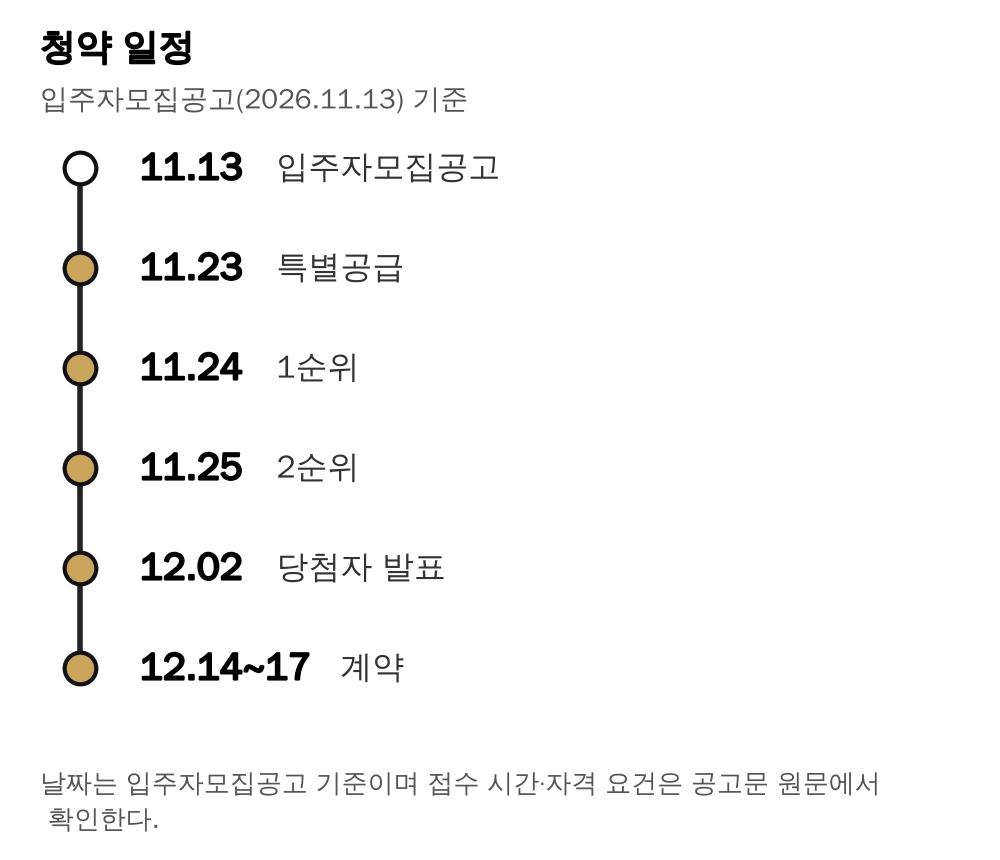 청약 일정
입주자모집공고(2026.11.13) 기준
11.13 입주자모집공고
11.23 특별공급
11.24 1순위
11.25 2순위
12.02 당첨자 발표
12.14~17 계약
날짜는 입주자모집공고 기준이며 접수 시간·자격 요건은 공고문 원문에서
확인한다.